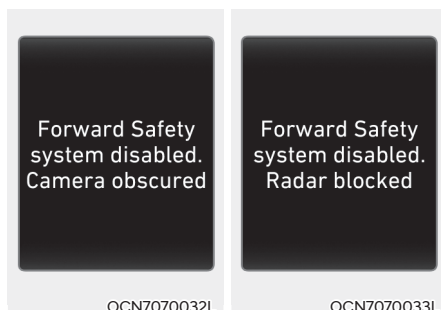 Forward Safety
system disabled.
Camera obscured
OCN7070032L
Forward Safety
system disabled.
Radar blocked
OCN7070033L